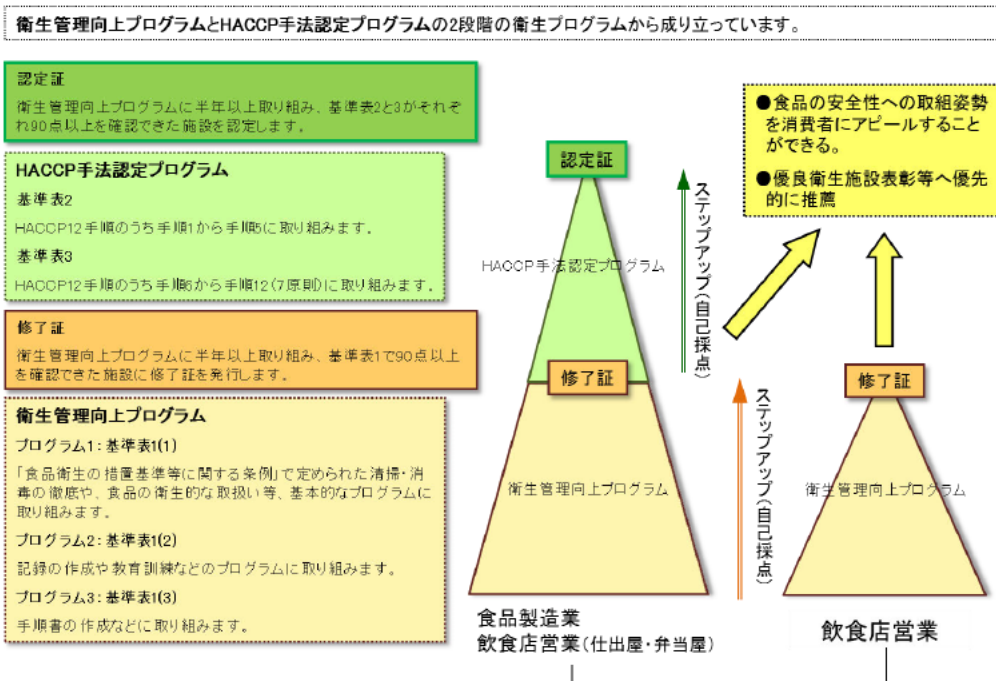 衛生管理向上プログラムとHACCP手法認定プログラムの2段階の衛生プログラムから成り立っています。
認定証
衛生管理向上プログラムに半年以上取り組み、基準表2と3がそれぞ
れ90点以上を確認できた施設を認定します。
HACCP手法認定プログラム
基準表2
HACCP12手順のうち手順1から手順5に取り組みます。
基準表3
HACCP12手順のうち手順6から手順12(7原則)に取り組みます。
修了証
衛生管理向上プログラムに半年以上取り組み、基準表1で90点以上
を確認できた施設に修了証を発行します。
衛生管理向上プログラム
プログラム1：基準表1(1)
「食品衛生の措置基準等に関する条例」で定められた清掃・消
毒の徹底や、食品の衛生的な取扱い等、基本的なプログラムに
取り組みます。
プログラム2：基準表1(2)
記録の作成や教育訓練などのプログラムに取り組みます。
プログラム3：基準表1(3)
手順書の作成などに取り組みます。
認定証
HACCP手法認定プログラム
ステップアップ(自己採点)
修了証
衛生管理向上プログラム
ステップアップ(自己採点)
食品製造業
飲食店営業(仕出屋・弁当屋)
●食品の安全性への取組姿勢
を消費者にアピールすること
ができる。
●優良衛生施設表彰等へ優先
的に推薦
修了証
衛生管理向上プログラム
飲食店営業